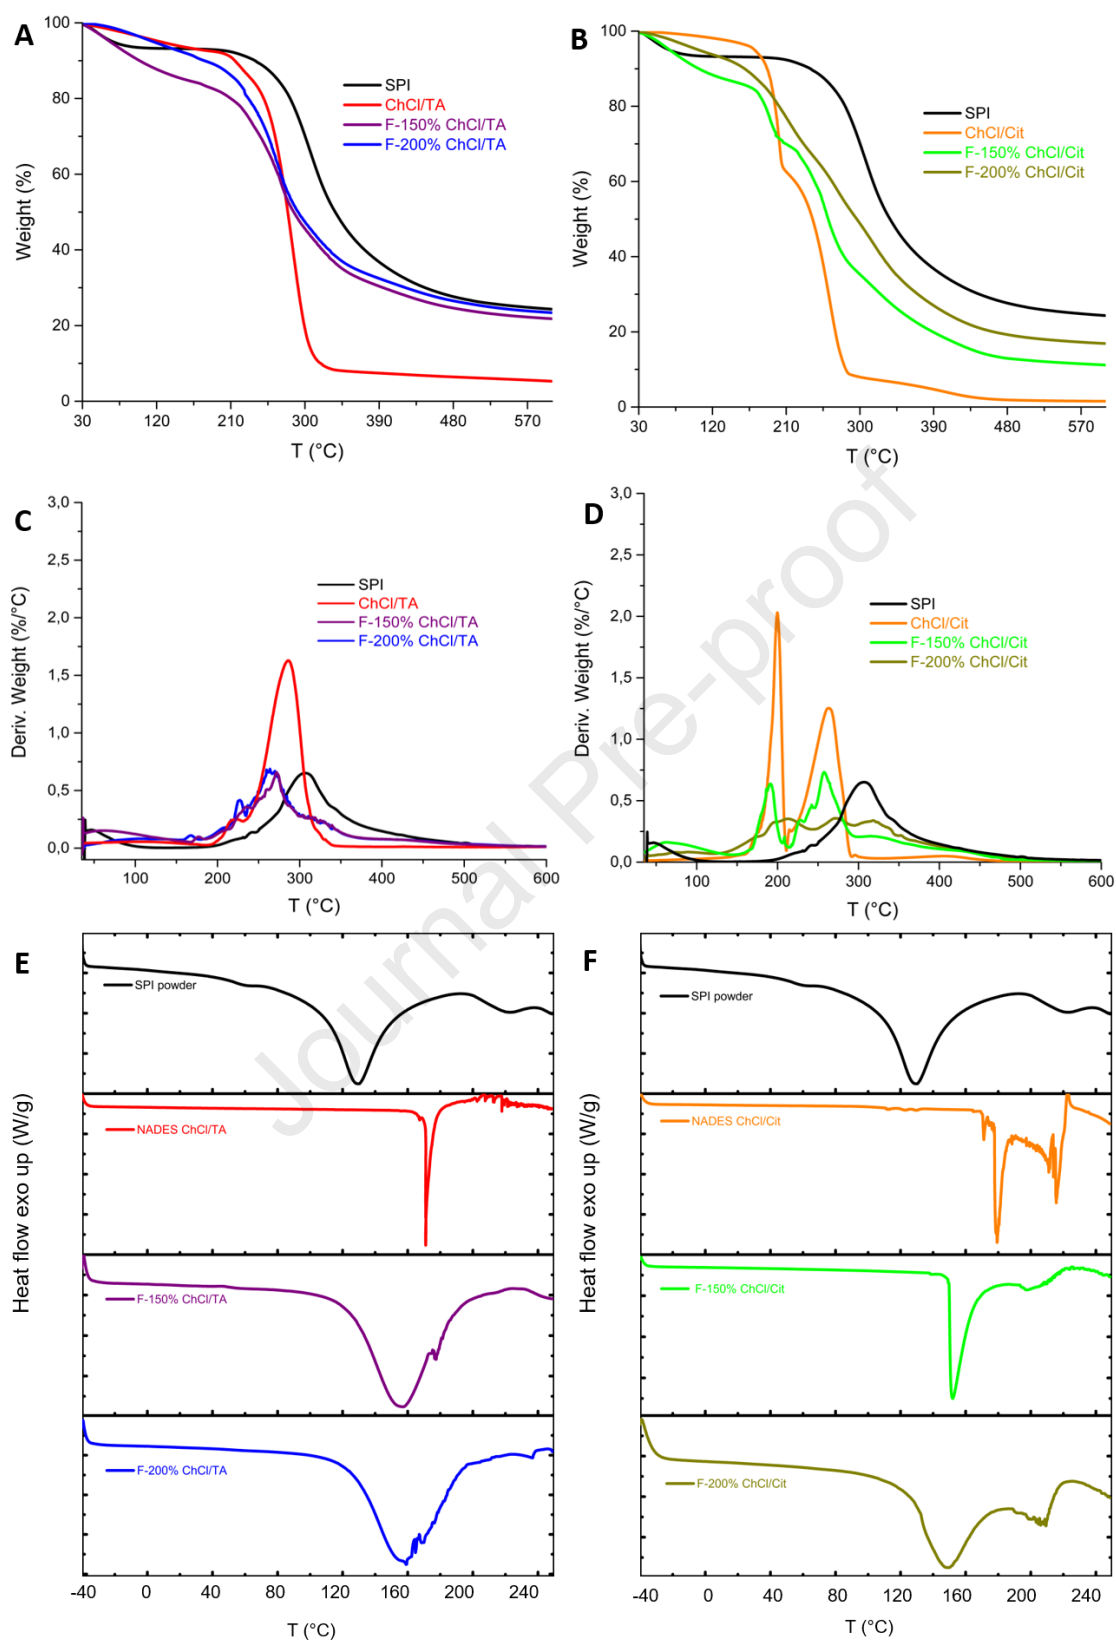 A
100
80
60
40
20
0
Weight (%)
SPI
ChCl/TA
F-150% ChCl/TA
F-200% ChCl/TA
30 120 210 300 390 480 570
T (°C)
B
100
80
60
40
20
0
Weight (%)
SPI
ChCl/Cit
F-150% ChCl/Cit
F-200% ChCl/Cit
30 120 210 300 390 480 570
T (°C)
C
3,0
2,5
2,0
1,5
1,0
0,5
0,0
Deriv. Weight (%/°C)
SPI
ChCl/TA
F-150% ChCl/TA
F-200% ChCl/TA
100 200 300 400 500 600
T (°C)
D
3,0
2,5
2,0
1,5
1,0
0,5
0,0
Deriv. Weight (%/°C)
SPI
ChCl/Cit
F-150% ChCl/Cit
F-200% ChCl/Cit
100 200 300 400 500 600
T (°C)
Journal Pre-proof
E
Heat flow exo up (W/g)
SPI powder
NADES ChCl/TA
F-150% ChCl/TA
F-200% ChCl/TA
-40 0 40 80 120 160 200 240
T (°C)
F
Heat flow exo up (W/g)
SPI powder
NADES ChCl/Cit
F-150% ChCl/Cit
F-200% ChCl/Cit
-40 0 40 80 120 160 200 240
T (°C)